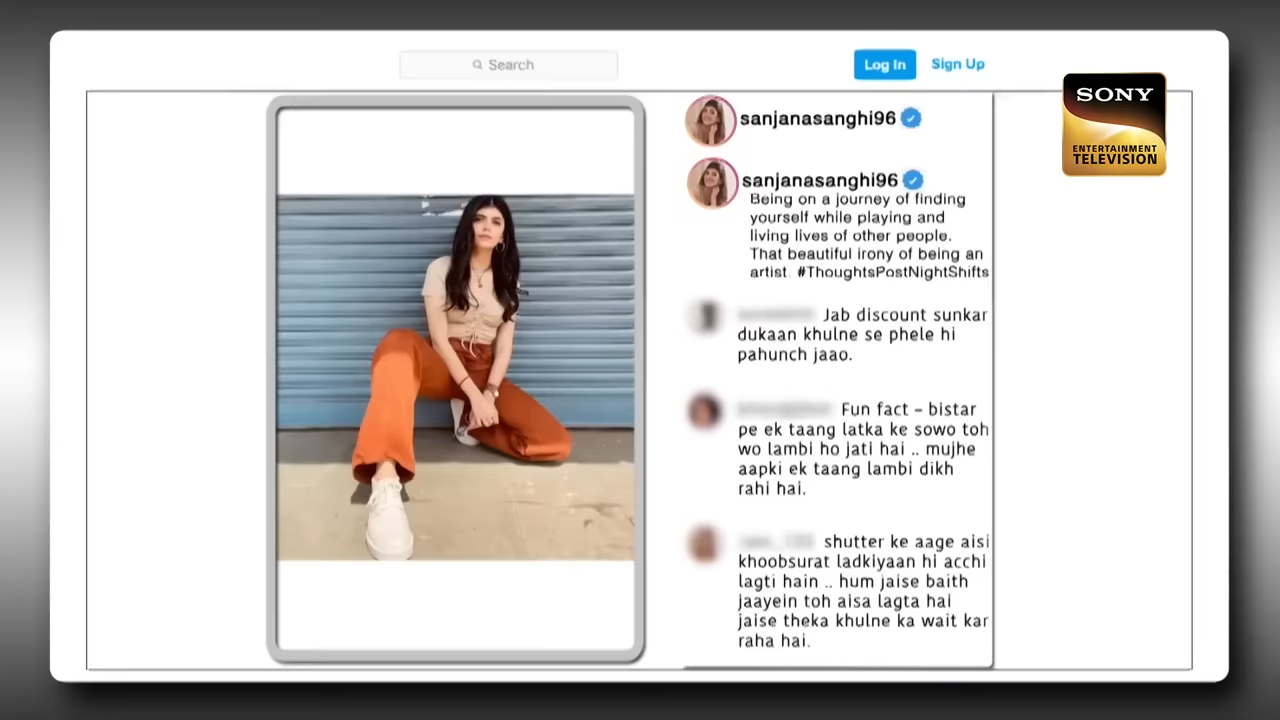 Search
Log In
Sign Up
SONY
ENTERTAINMENT
TELEVISION
sanjanasanghi96
sanjanasanghi96
Being on a journey of finding
yourself while playing and
living lives of other people.
That beautiful irony of being an
artist. #ThoughtsPostNightShifts
Jab discount sunkar
dukaan khulne se phele hi
pahunch jaao.
Fun fact - bistar
pe ek taang latka ke sowo toh
wo lambi ho jati hai .. mujhe
aapki ek taang lambi dikh
rahi hai.
shutter ke aage aisi
khoobsurat ladkiyaan hi acchi
lagti hain .. hum jaise baith
jaayein toh aisa lagta hai
jaise theka khulne ka wait kar
raha hai.